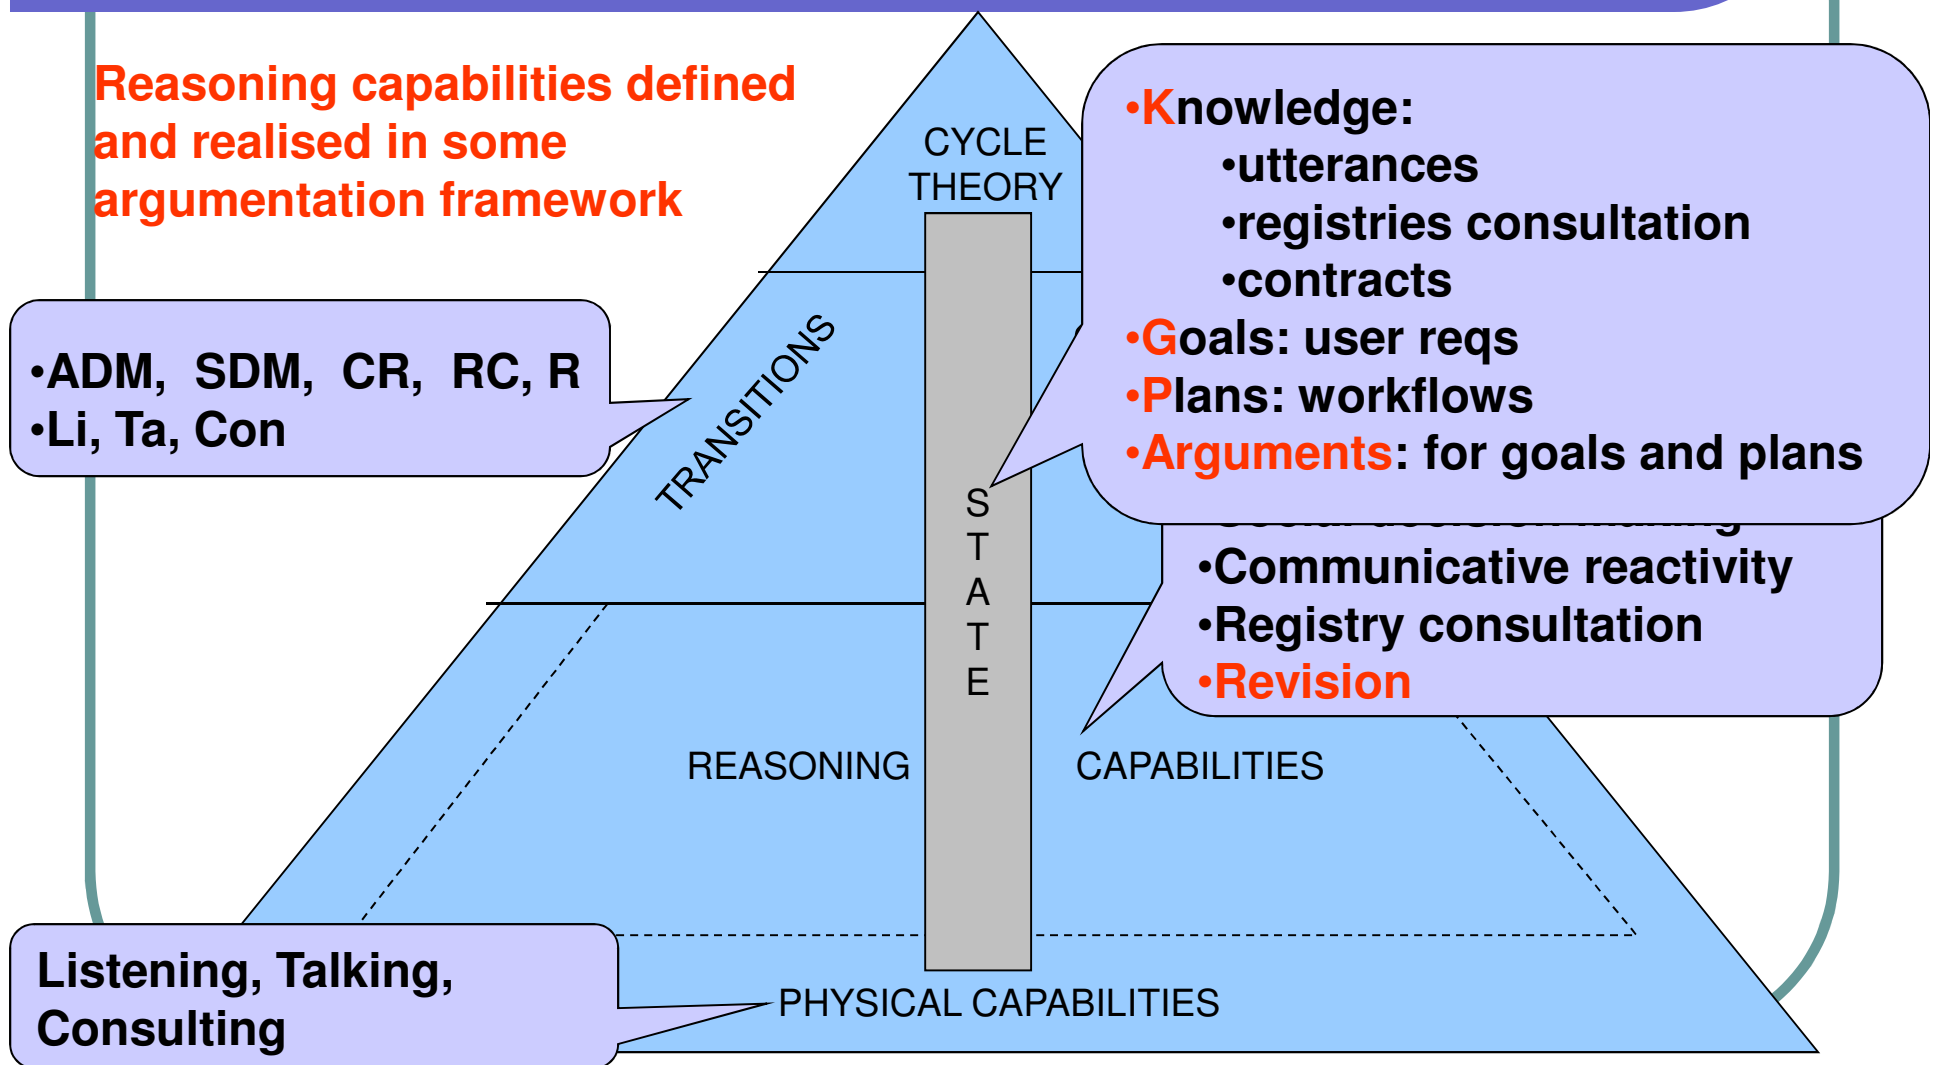 Reasoning capabilities defined
and realised in some
argumentation framework
CYCLE
THEORY
•Knowledge:
•utterances
•registries consultation
•contracts
•Goals: user reqs
•Plans: workflows
•Arguments: for goals and plans
•ADM, SDM, CR, RC, R
•Li, Ta, Con
TRANSITIONS
S
T
A
T
E
•Communicative reactivity
•Registry consultation
•Revision
REASONING CAPABILITIES
Listening, Talking,
Consulting
PHYSICAL CAPABILITIES